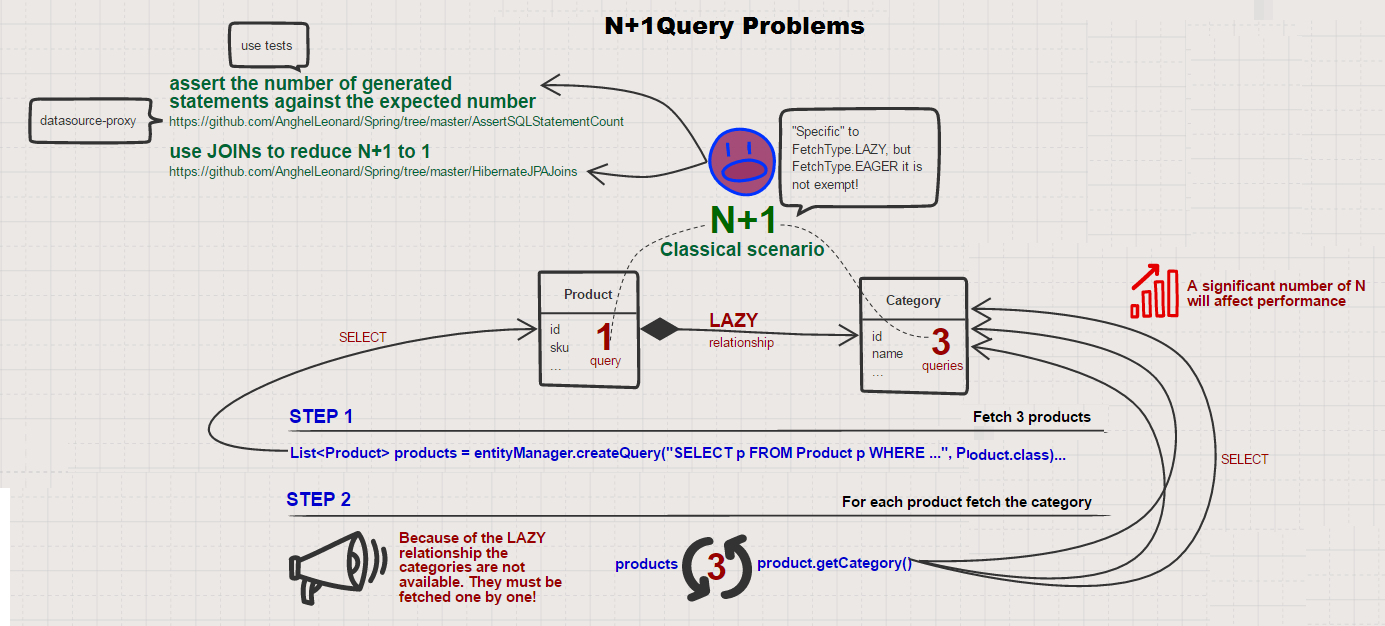 N+1Query Problems
use tests
assert the number of generated
statements against the expected number
datasource-proxy
https://github.com/AnghelLeonard/Spring/tree/master/AssertSQLStatementCount
use JOINs to reduce N+1 to 1
https://github.com/AnghelLeonard/Spring/tree/master/HibernateJPAJoins
"Specific" to
FetchType.LAZY, but
FetchType.EAGER it is
not exempt!
N+1
Classical scenario
Product
id
sku
...
1
query
LAZY
relationship
Category
id
name
...
3
queries
A significant number of N
will affect performance
SELECT
STEP 1
Fetch 3 products
List<Product> products = entityManager.createQuery("SELECT p FROM Product p WHERE ...", Product.class)...
SELECT
STEP 2
For each product fetch the category
Because of the LAZY
relationship the
categories are not
available. They must be
fetched one by one!
products
3
product.getCategory()